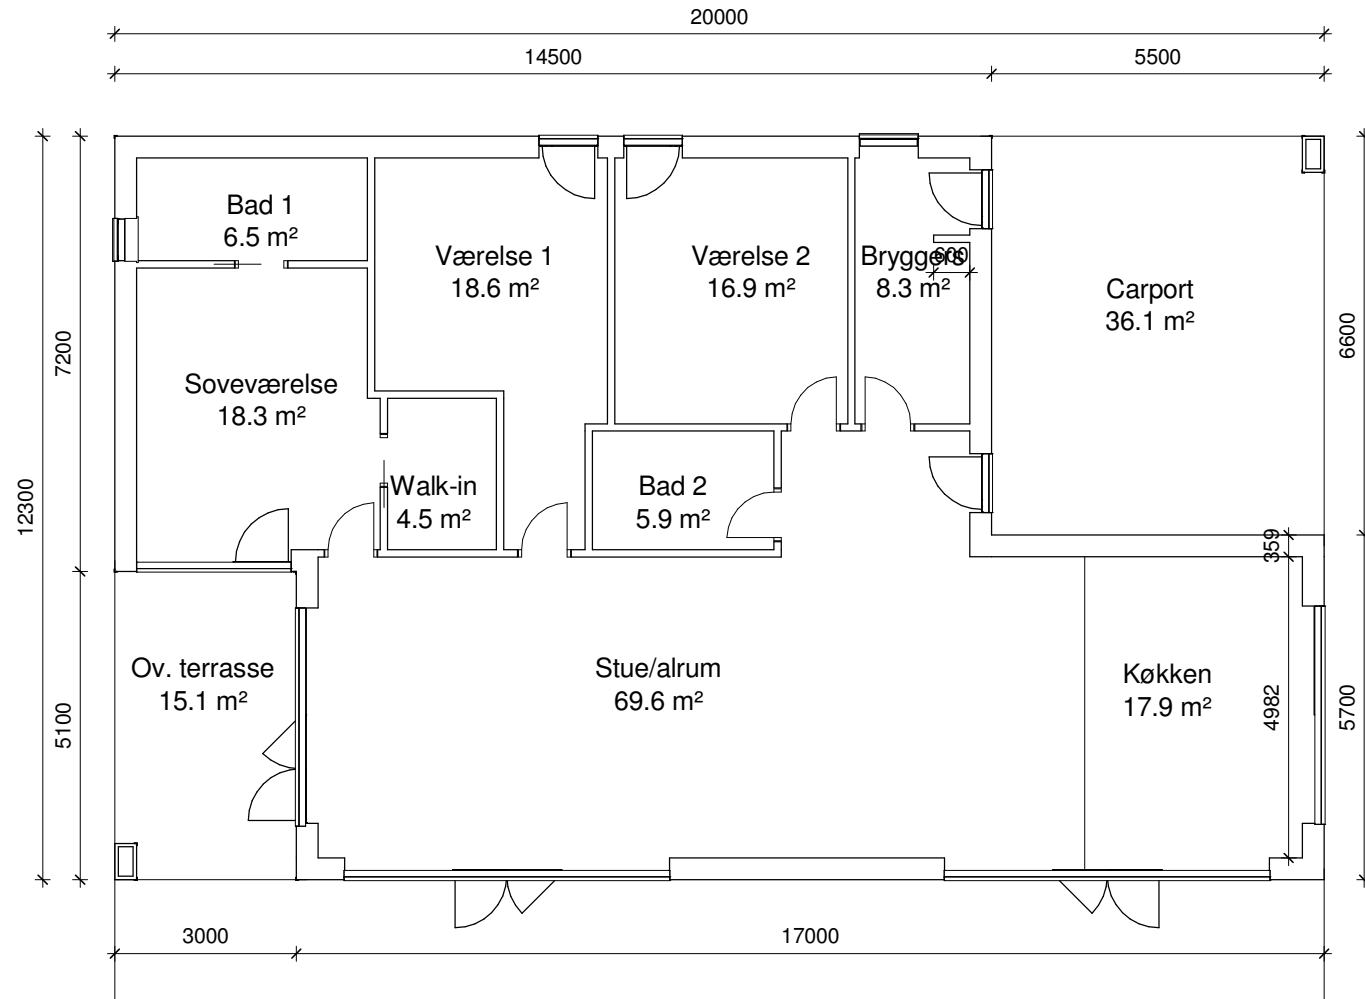 20000
14500
5500
Bad 1
6.5 m²
Værelse 1
18.6 m²
Værelse 2
16.9 m²
Bryggers
8.3 m²
600
Carport
36.1 m²
7200
6600
Soveværelse
18.3 m²
12300
Walk-in
4.5 m²
Bad 2
5.9 m²
359
Ov. terrasse
15.1 m²
Stue/alrum
69.6 m²
Køkken
17.9 m²
5100
4982
5700
3000
17000